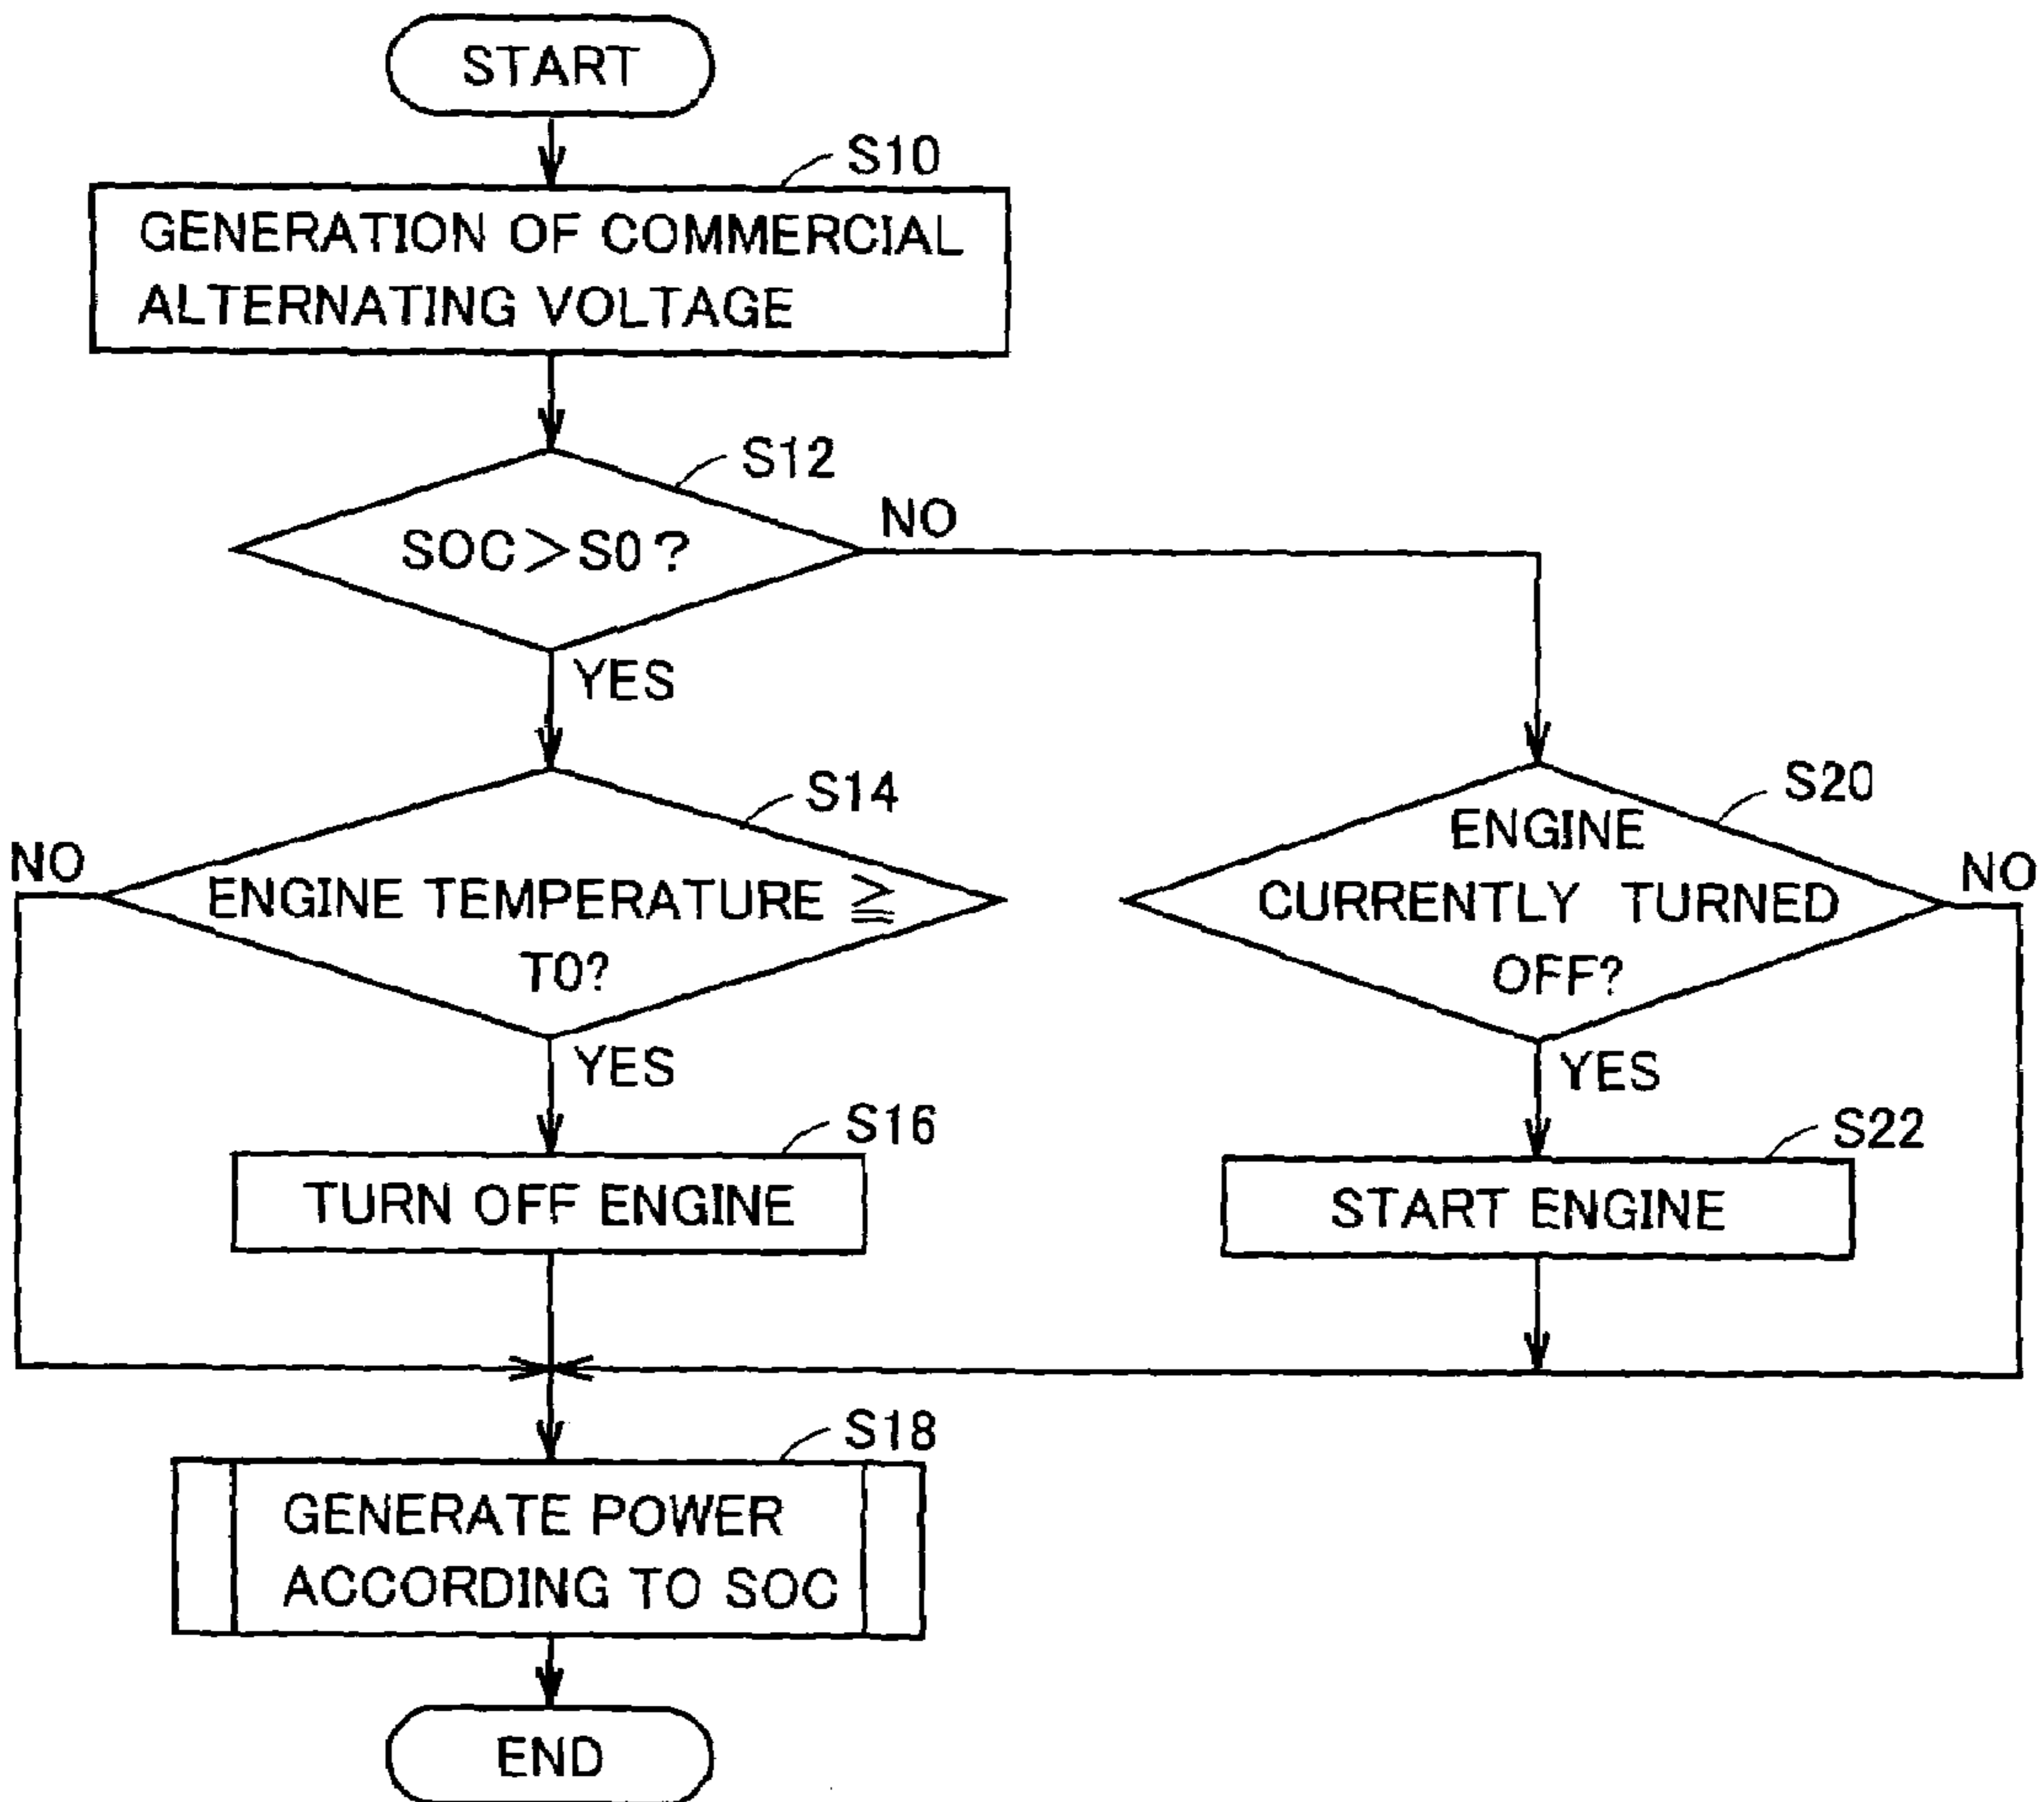 START
S10
GENERATION OF COMMERCIAL
ALTERNATING VOLTAGE
S12
SOC>S0?
NO
YES
S14
ENGINE TEMPERATURE ≧
T0?
NO
YES
S16
TURN OFF ENGINE
S20
ENGINE
CURRENTLY TURNED
OFF?
NO
YES
S22
START ENGINE
S18
GENERATE POWER
ACCORDING TO SOC
END